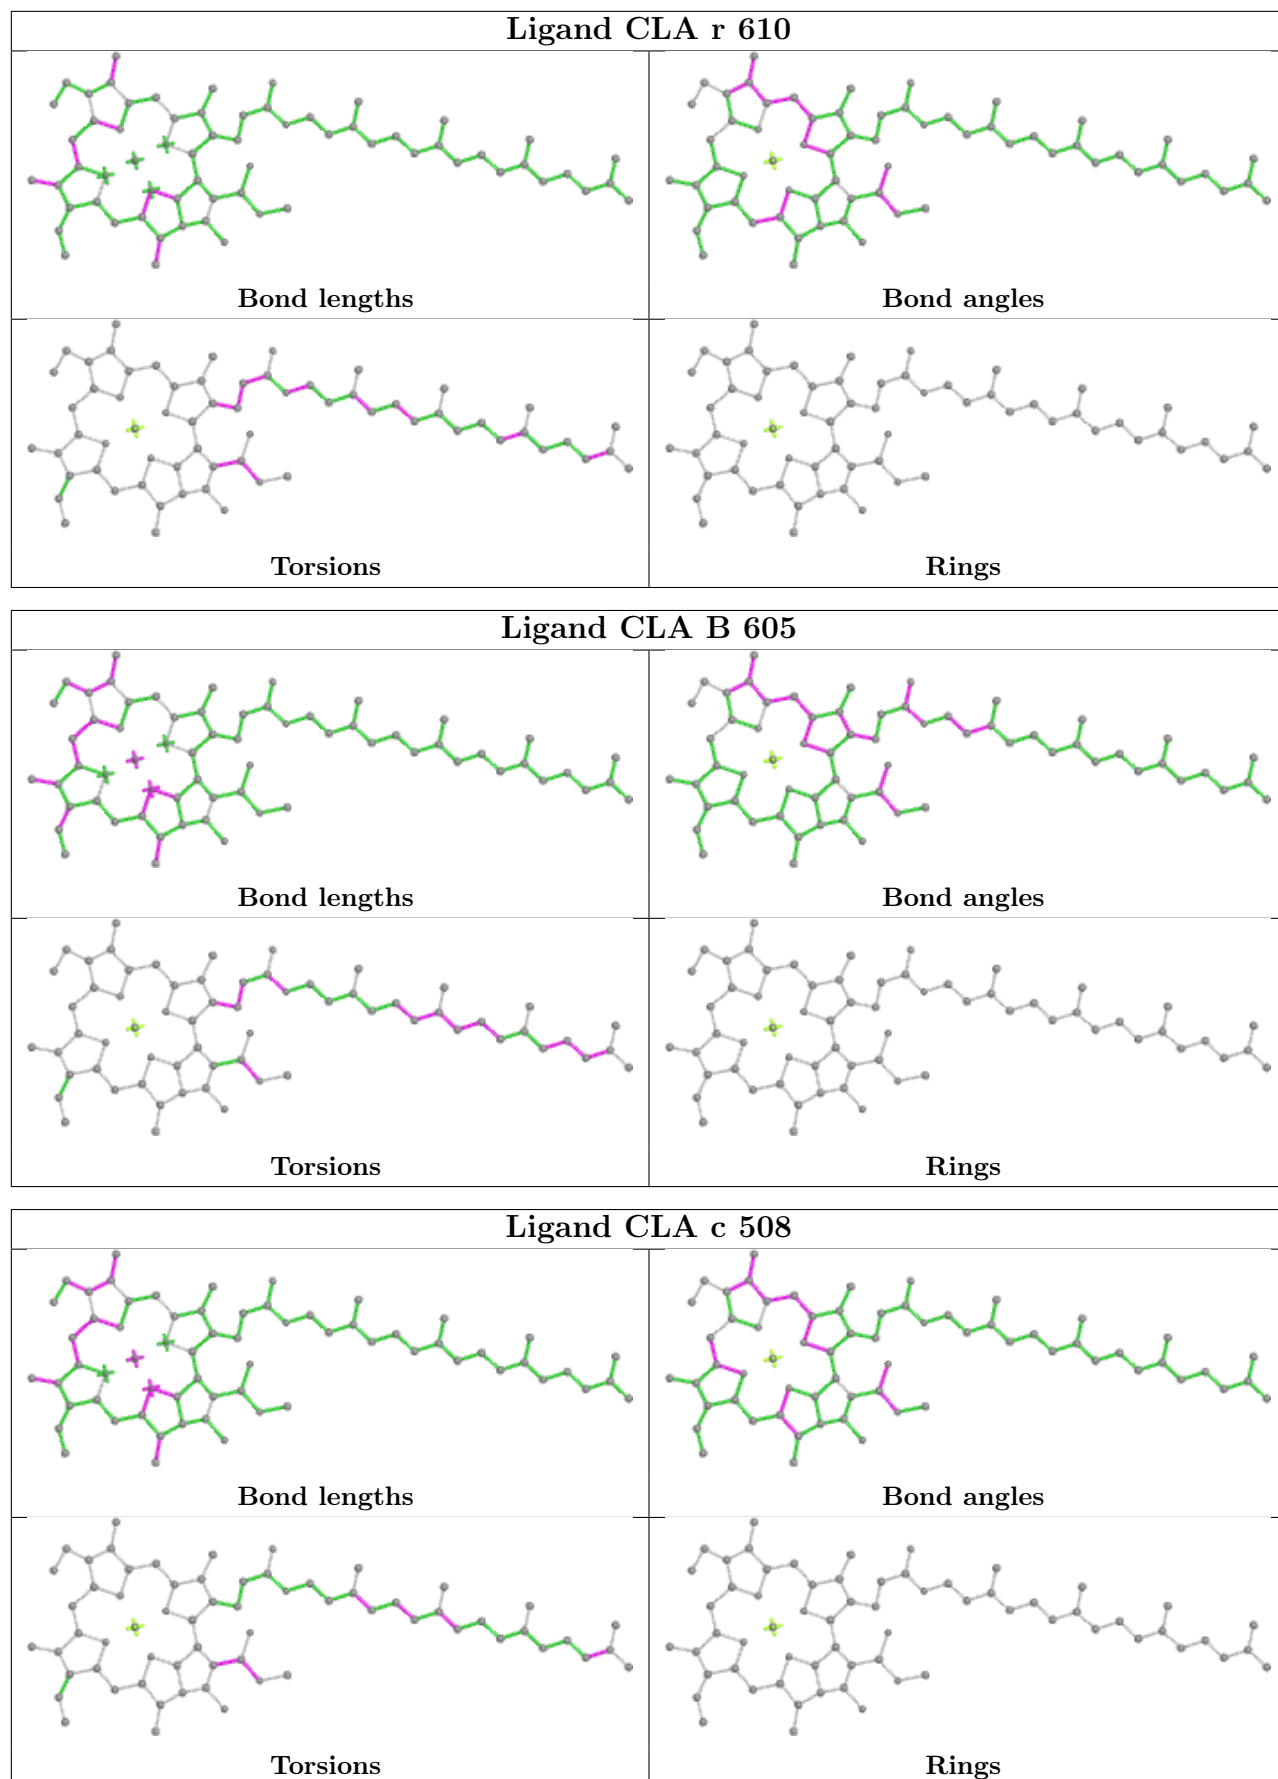 Ligand CLA r 610
Bond lengths
Bond angles
Torsions
Rings
Ligand CLA B 605
Bond lengths
Bond angles
Torsions
Rings
Ligand CLA c 508
Bond lengths
Bond angles
Torsions
Rings